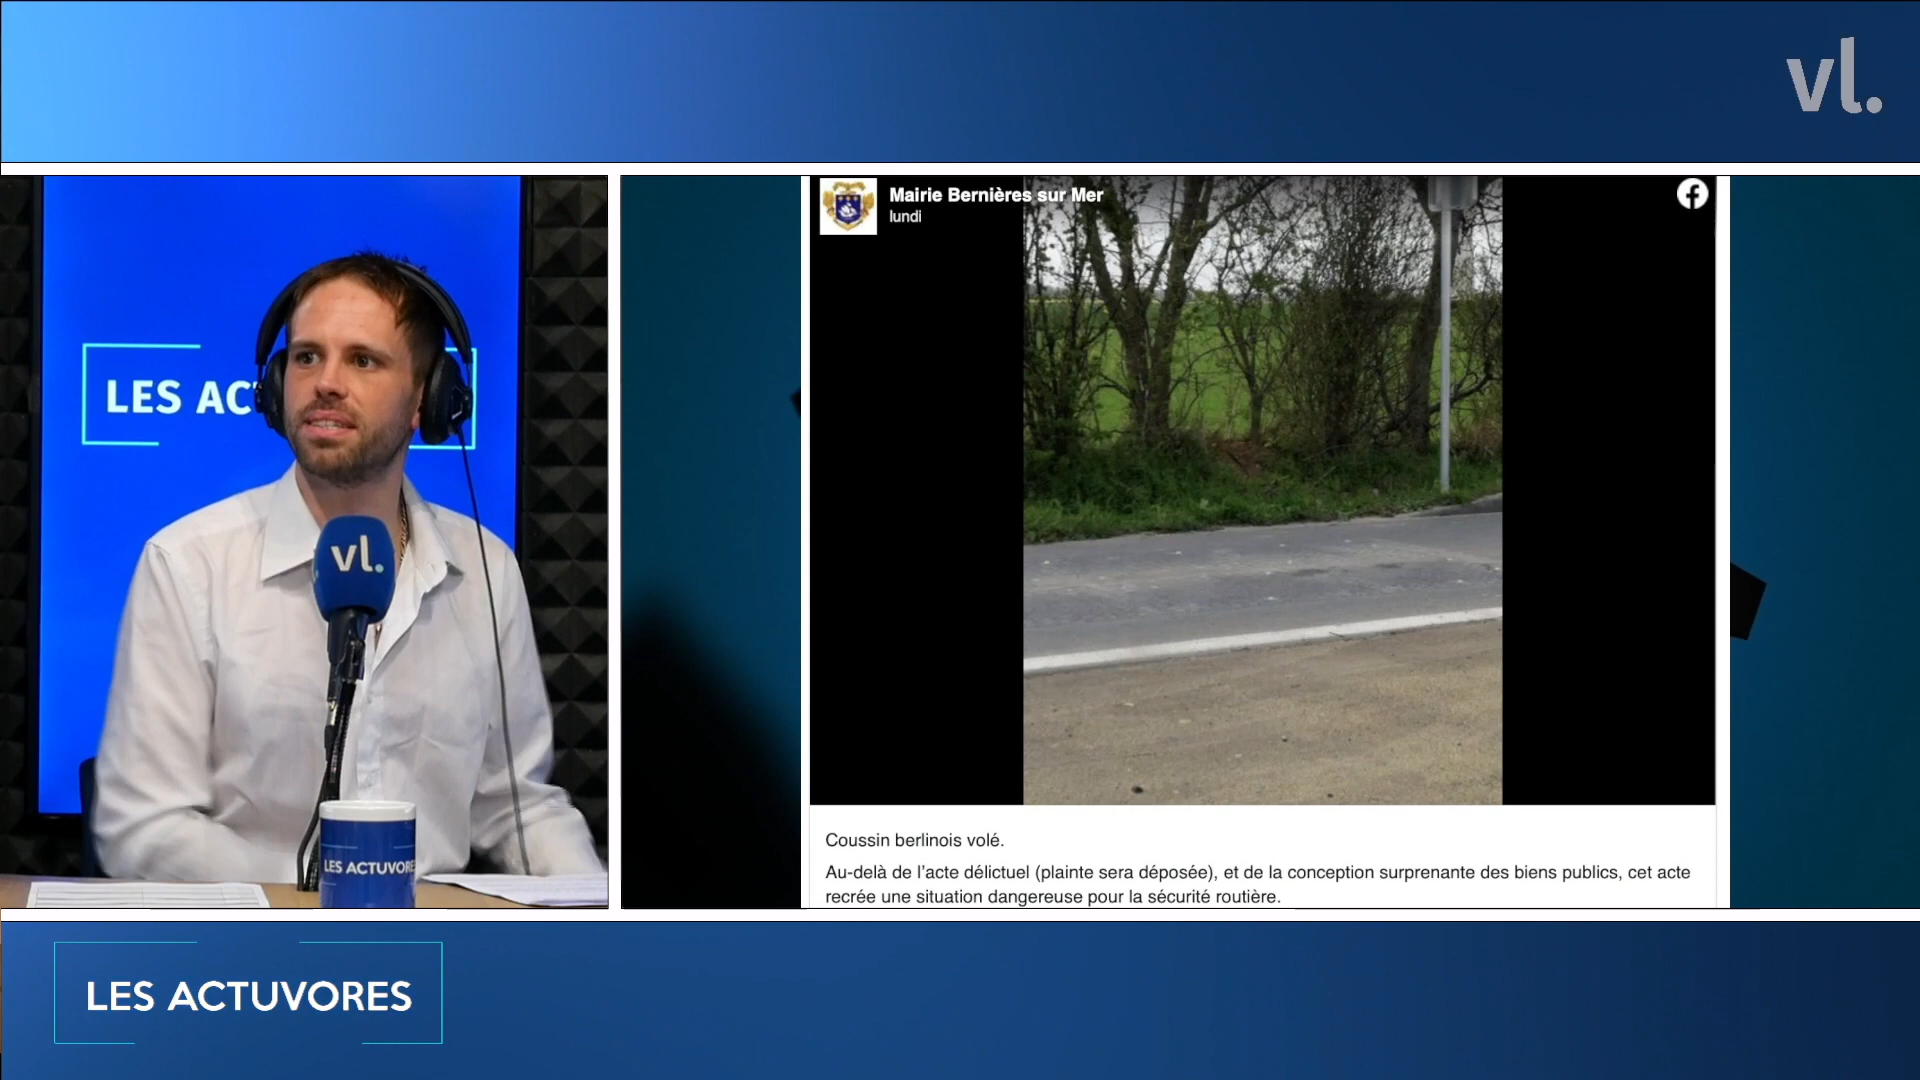 vl.
LES AC
vl.
LES ACTUVORE
Mairie Bernières sur Mer
lundi
Coussin berlinois volé.
Au-delà de l'acte délictuel (plainte sera déposée), et de la conception surprenante des biens publics, cet acte
recrée une situation dangereuse pour la sécurité routière.
LES ACTUVORES